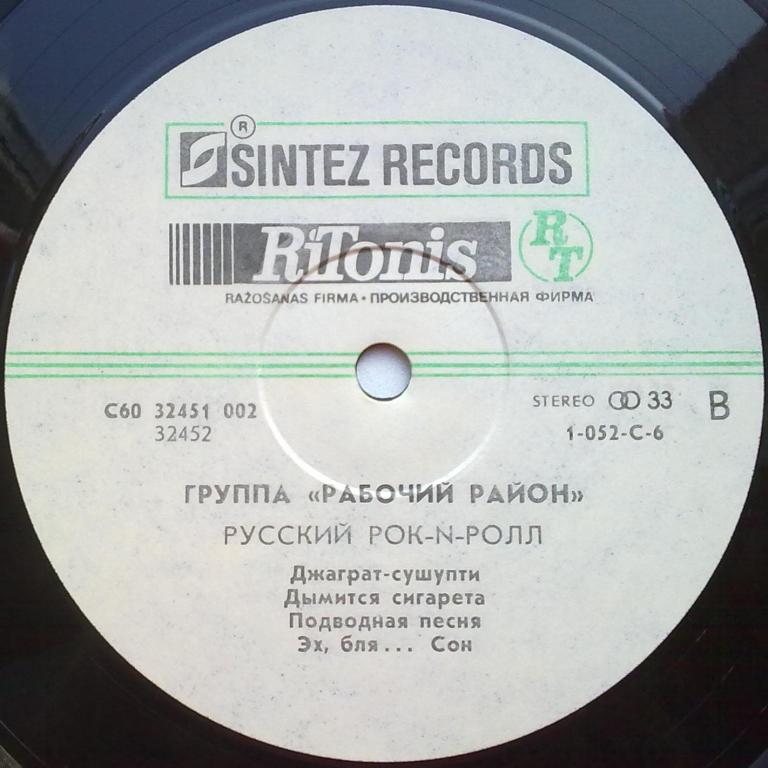 ®
SINTEZ RECORDS
RiTonis RT
RAŽOŠANAS FIRMA • ПРОИЗВОДСТВЕННАЯ ФИРМА
С60 32451 002 STEREO 33 B
32452 1-052-С-6
ГРУППА «РАБОЧИЙ РАЙОН»
РУССКИЙ РОК-N-РОЛЛ
Джаграт-сушупти
Дымится сигарета
Подводная песня
Эх, бля... Сон